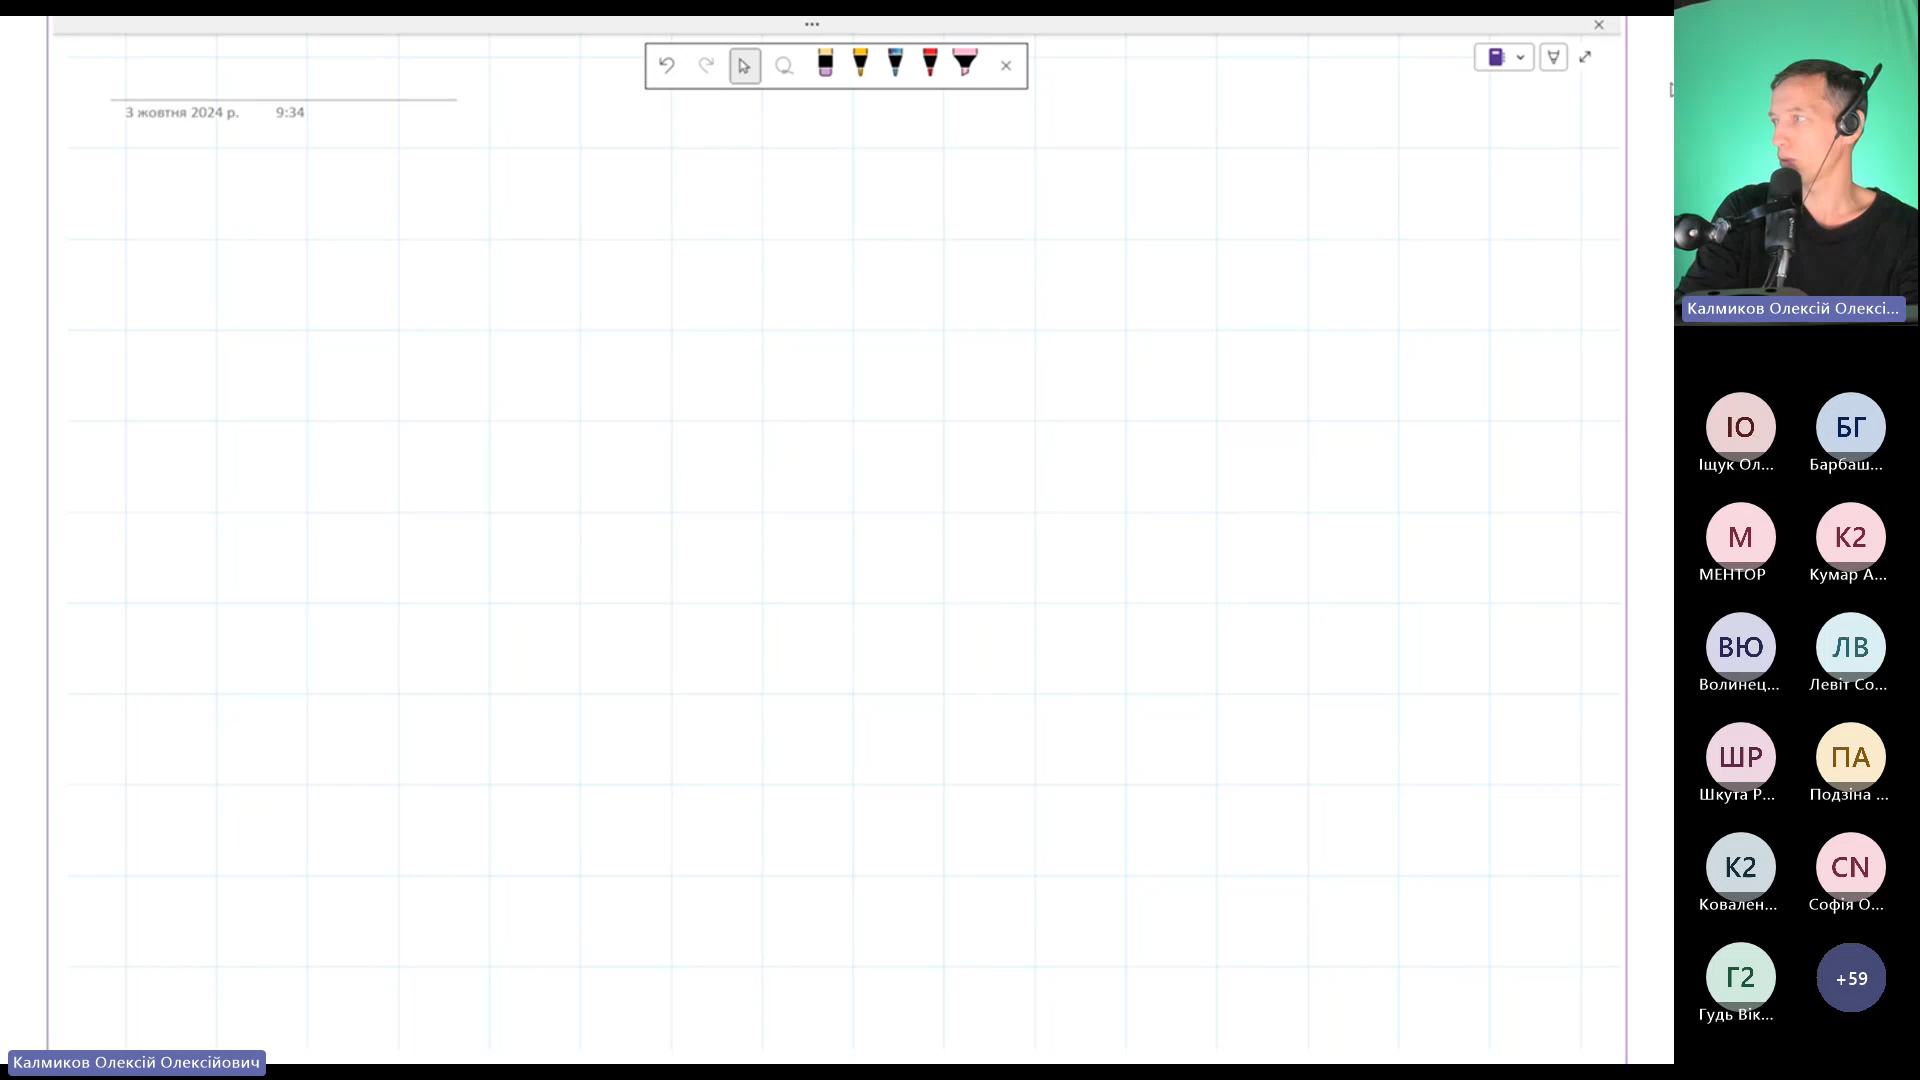 3 жовтня 2024 р. 9:34
Калмиков Олексій Олексі...
ІО
Іщук Ол...
БГ
Барбаш...
М
МЕНТОР
К2
Кумар А...
ВЮ
Волинец...
ЛВ
Левіт Со...
ШР
Шкута Р...
ПА
Подзіна ...
К2
Ковален...
CN
Софія О...
Г2
Гудь Вік...
+59
Калмиков Олексій Олексійович